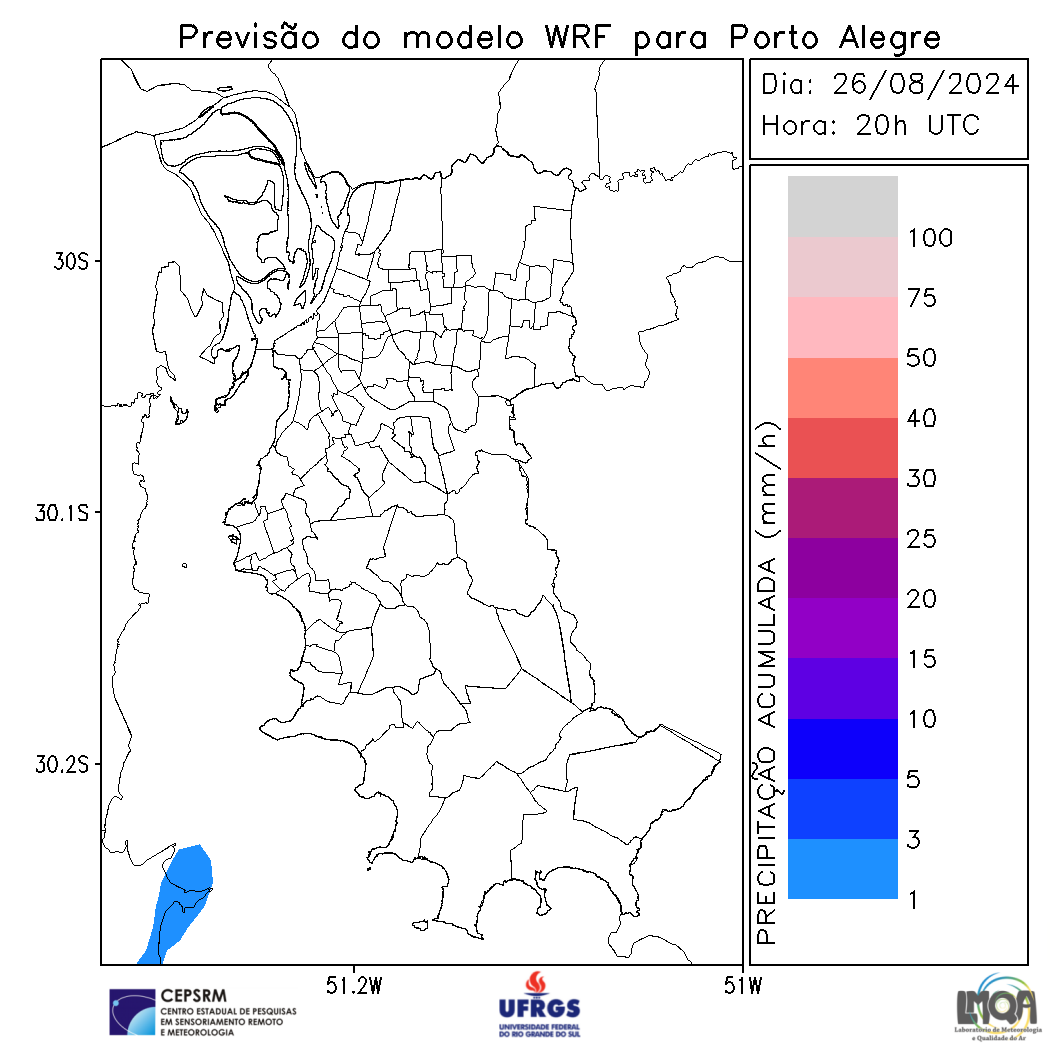 Previsão do modelo WRF para Porto Alegre
Dia: 26/08/2024
Hora: 20h UTC
30S
30.1S
30.2S
51.2W
51W
PRECIPITAÇÃO ACUMULADA (mm/h)
100
75
50
40
30
25
20
15
10
5
3
1
CEPSRM
CENTRO ESTADUAL DE PESQUISAS
EM SENSORIAMENTO REMOTO
E METEOROLOGIA
UFRGS
UNIVERSIDADE FEDERAL
DO RIO GRANDE DO SUL
LMQA
Laboratório de Meteorologia
e Qualidade do Ar